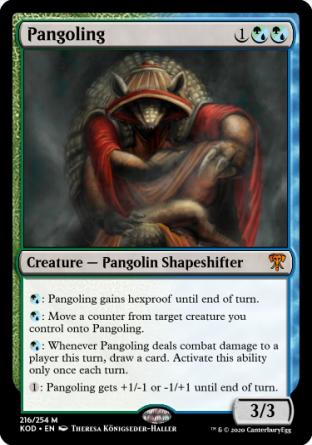 Pangoling 1
Creature — Pangolin Shapeshifter
: Pangoling gains hexproof until end of turn.
: Move a counter from target creature you
control onto Pangoling.
: Whenever Pangoling deals combat damage to a
player this turn, draw a card. Activate this ability
only once each turn.
1: Pangoling gets +1/-1 or -1/+1 until end of turn.
3/3
216/254 M
KOD • EN Theresa Königseder-Haller
™ & © 2020 CanterburyEgg